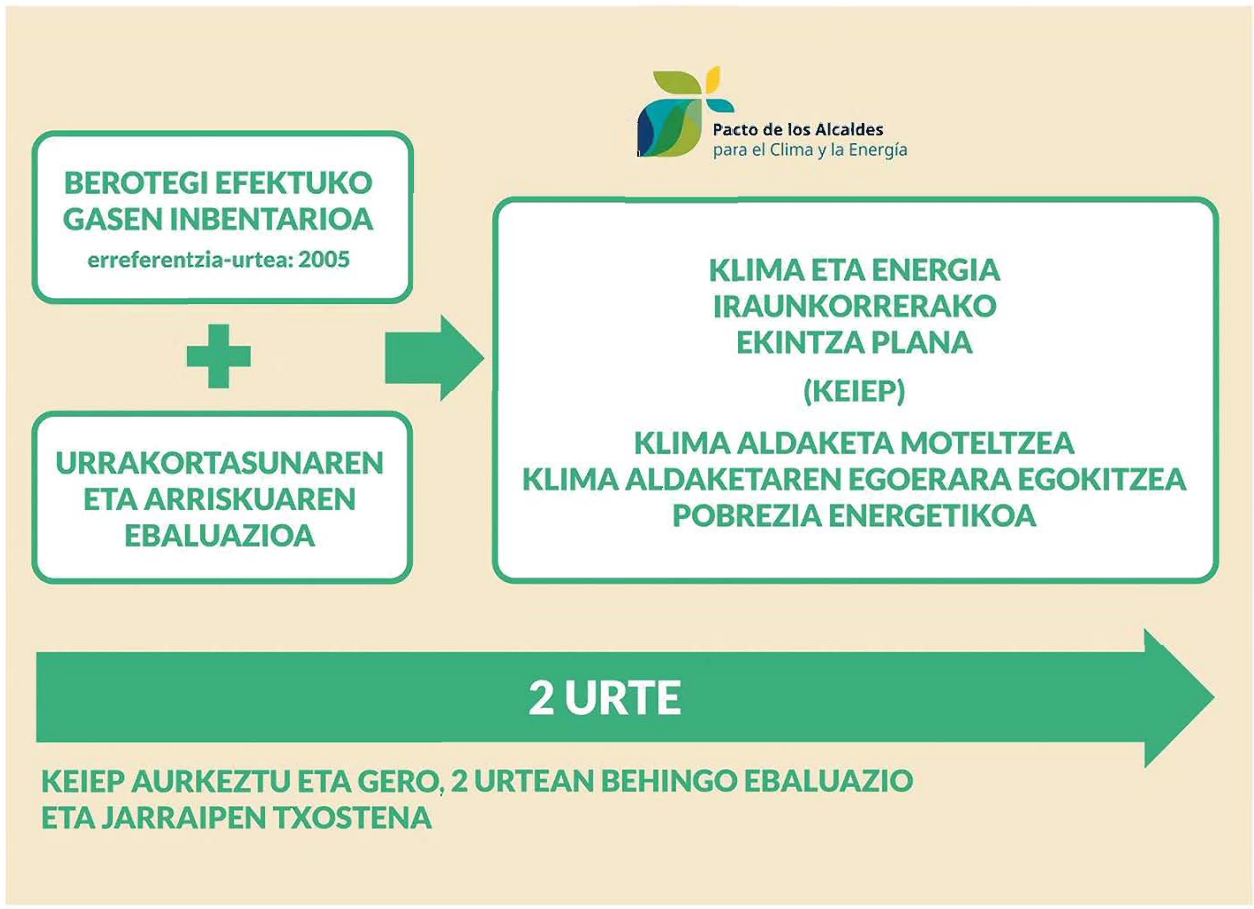 Pacto de los Alcaldes
para el Clima y la Energía
BEROTEGI EFEKTUKO
GASEN INBENTARIOA
erreferentzia-urtea: 2005
URRAKORTASUNAREN
ETA ARRISKUAREN
EBALUAZIOA
KLIMA ETA ENERGIA
IRAUNKORRERAKO
EKINTZA PLANA
(KEIEP)
KLIMA ALDAKETA MOTELTZEA
KLIMA ALDAKETAREN EGOERARA EGOKITZEA
POBREZIA ENERGETIKOA
2 URTE
KEIEP AURKEZTU ETA GERO, 2 URTEAN BEHINGO EBALUAZIO
ETA JARRAIPEN TXOSTENA